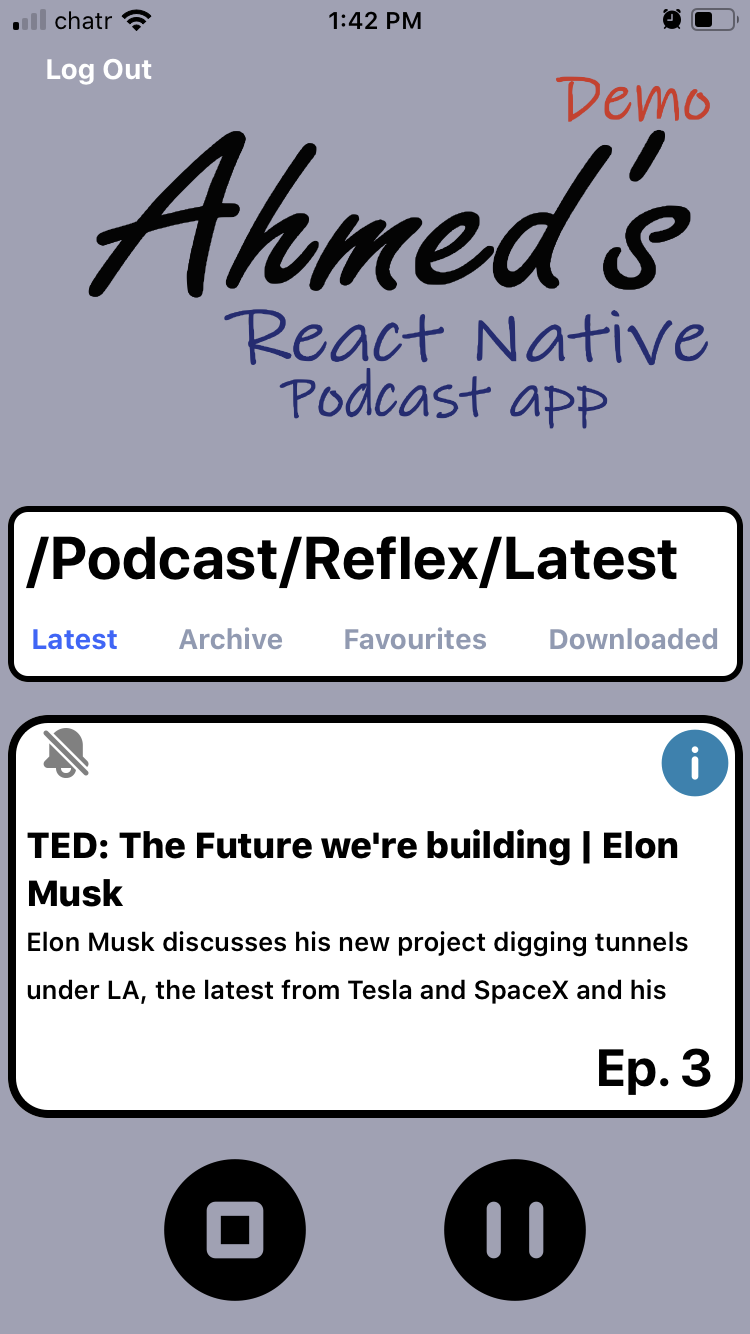 chatr 1:42 PM
Log Out
Demo
Ahmed's
React Native
Podcast app
/Podcast/Reflex/Latest
Latest Archive Favourites Downloaded
TED: The Future we're building | Elon
Musk
Elon Musk discusses his new project digging tunnels
under LA, the latest from Tesla and SpaceX and his
Ep. 3